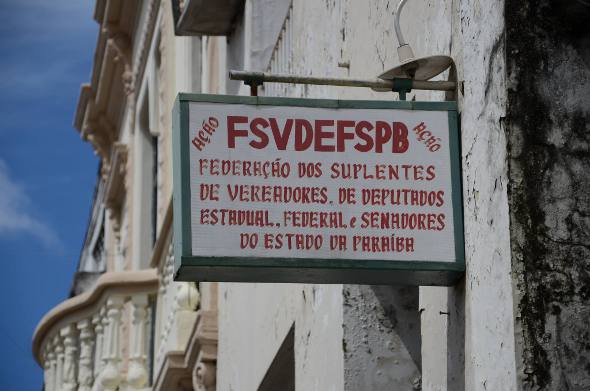 AÇÃO FSVDEFSPB AÇÃO
FEDERAÇÃO DOS SUPLENTES
DE VEREADORES, DE DEPUTADOS
ESTADUAL, FEDERAL e SENADORES
DO ESTADO DA PARAÍBA